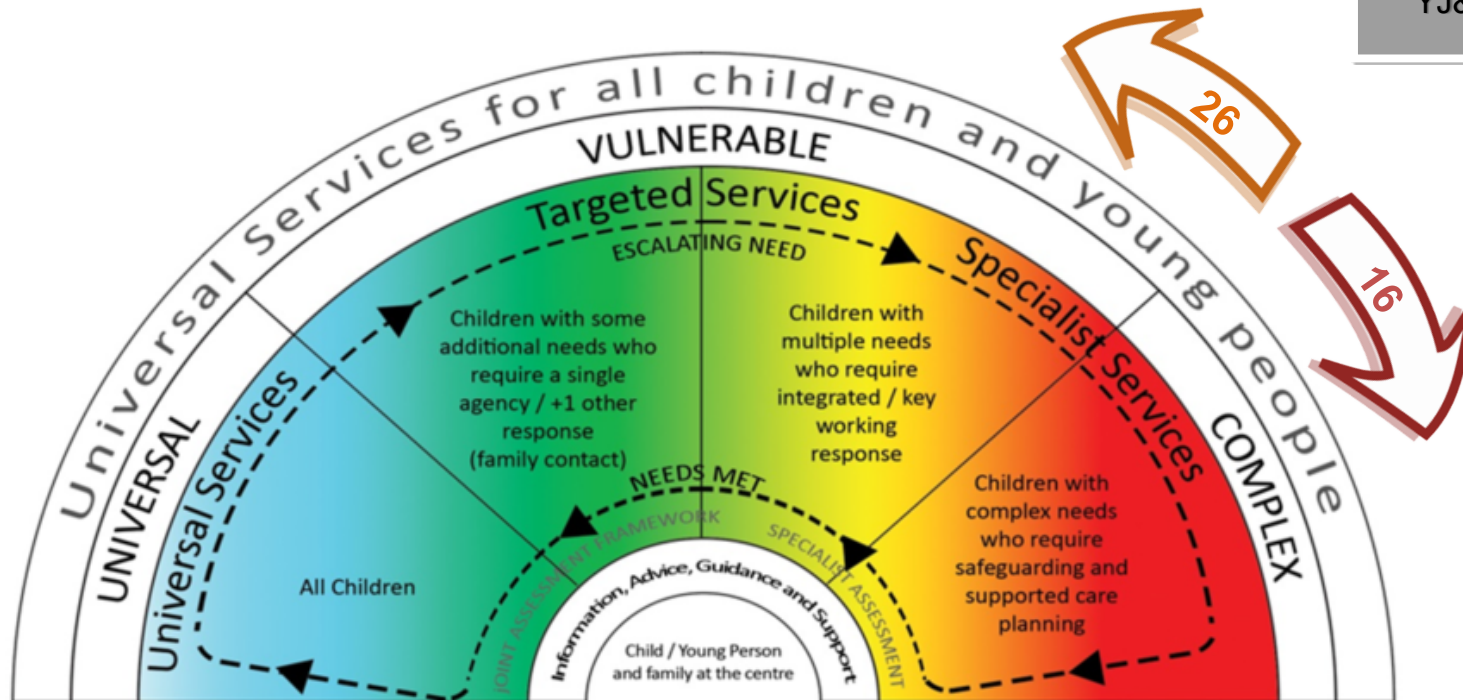 Universal Services for all children and young people
VULNERABLE
UNIVERSAL
COMPLEX
Targeted Services
Universal Services
Specialist Services
ESCALATING NEED
Children with some
additional needs who
require a single
agency / +1 other
response
(family contact)
Children with
multiple needs
who require
integrated / key
working
response
All Children
Children with
complex needs
who require
safeguarding and
supported care
planning
NEEDS MET
JOINT ASSESSMENT FRAMEWORK
SPECIALIST ASSESSMENT
Information, Advice, Guidance and Support
Child / Young Person
and family at the centre
26
16